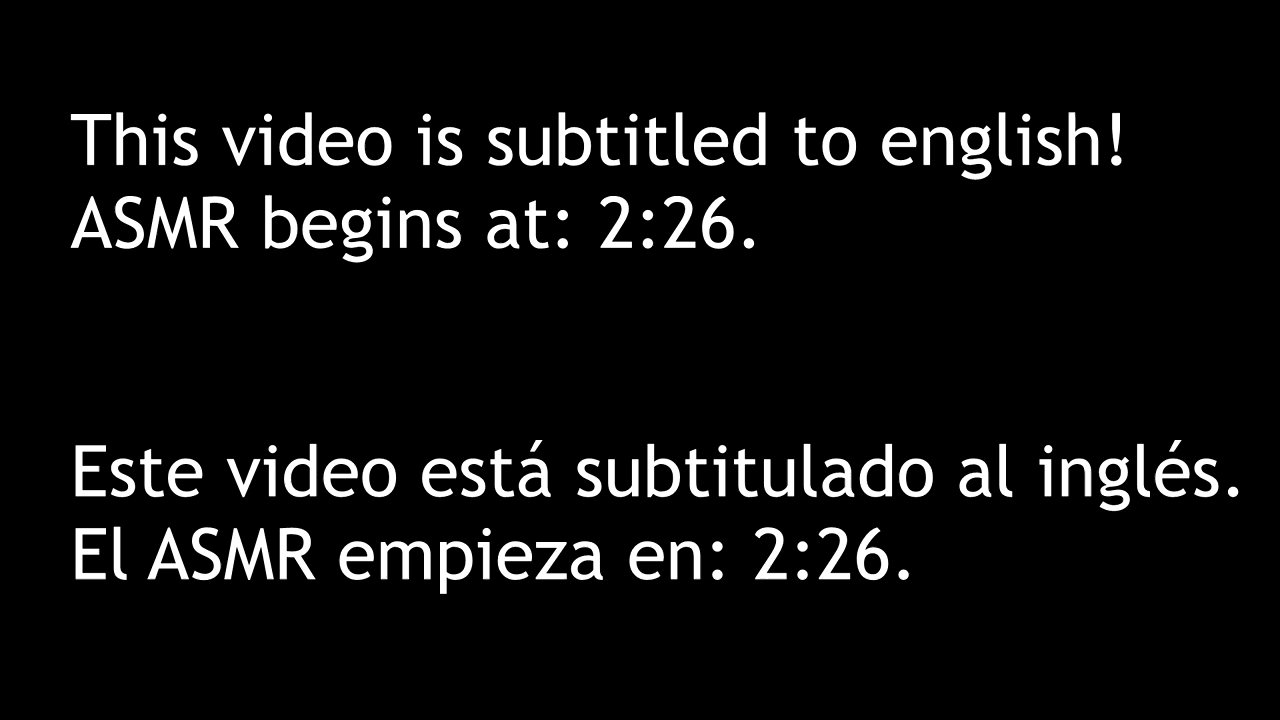 This video is subtitled to english!
ASMR begins at: 2:26.
Este video está subtitulado al inglés.
El ASMR empieza en: 2:26.